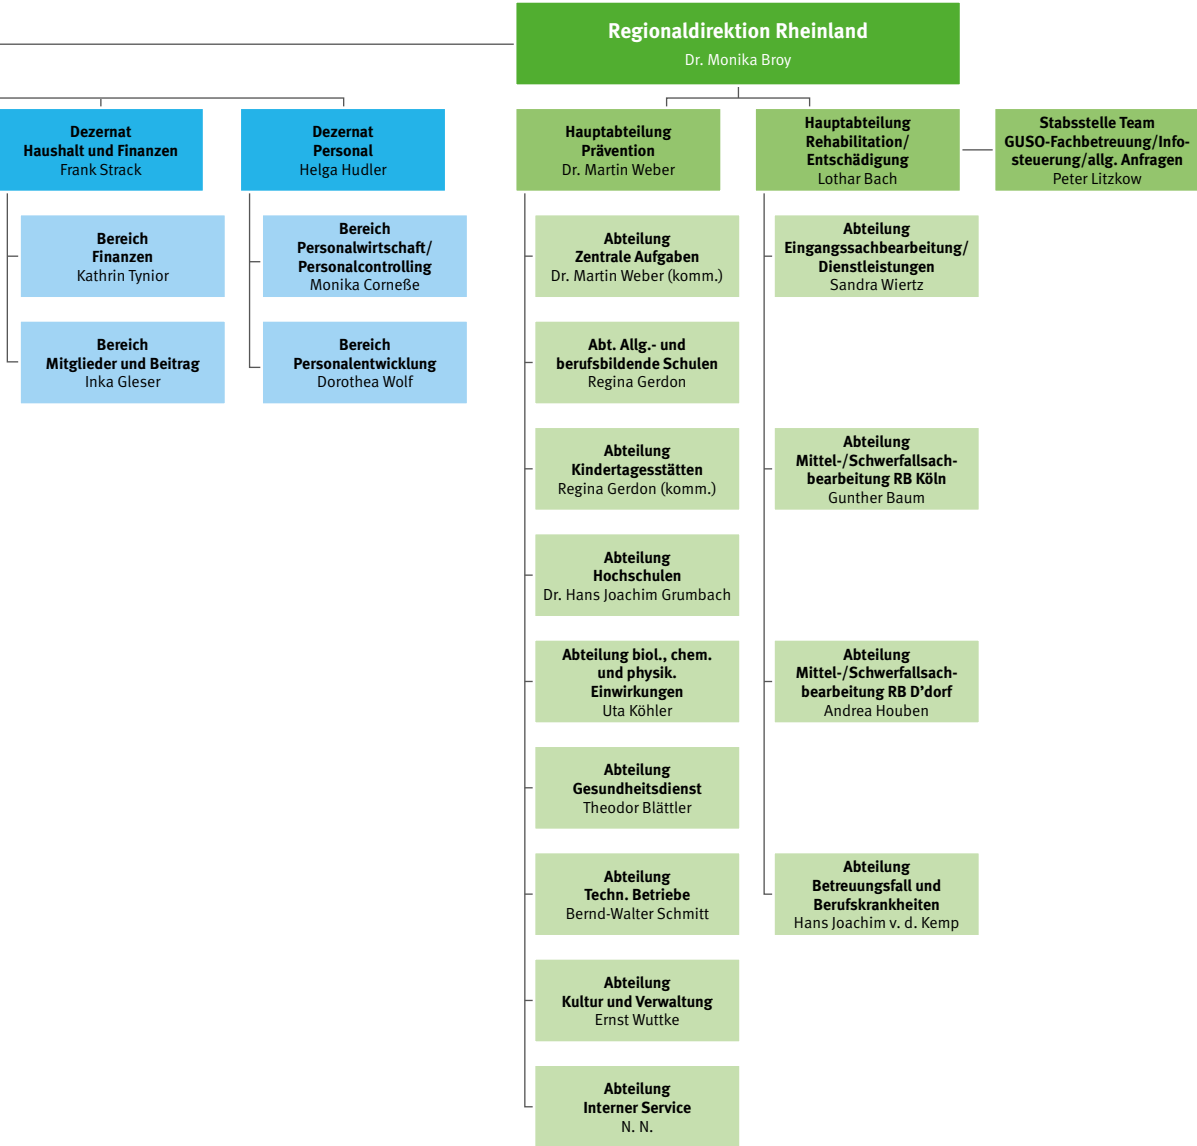 Regionaldirektion Rheinland
Dr. Monika Broy
Dezernat
Haushalt und Finanzen
Frank Strack
Bereich
Finanzen
Kathrin Tynior
Bereich
Mitglieder und Beitrag
Inka Gleser
Dezernat
Personal
Helga Hudler
Bereich
Personalwirtschaft/
Personalcontrolling
Monika Corneße
Bereich
Personalentwicklung
Dorothea Wolf
Hauptabteilung
Prävention
Dr. Martin Weber
Abteilung
Zentrale Aufgaben
Dr. Martin Weber (komm.)
Abt. Allg.- und
berufsbildende Schulen
Regina Gerdon
Abteilung
Kindertagesstätten
Regina Gerdon (komm.)
Abteilung
Hochschulen
Dr. Hans Joachim Grumbach
Abteilung biol., chem.
und physik.
Einwirkungen
Uta Köhler
Abteilung
Gesundheitsdienst
Theodor Blättler
Abteilung
Techn. Betriebe
Bernd-Walter Schmitt
Abteilung
Kultur und Verwaltung
Ernst Wuttke
Abteilung
Interner Service
N. N.
Hauptabteilung
Rehabilitation/
Entschädigung
Lothar Bach
Abteilung
Eingangssachbearbeitung/
Dienstleistungen
Sandra Wiertz
Abteilung
Mittel-/Schwerfallsach-
bearbeitung RB Köln
Gunther Baum
Abteilung
Mittel-/Schwerfallsach-
bearbeitung RB D’dorf
Andrea Houben
Abteilung
Betreuungsfall und
Berufskrankheiten
Hans Joachim v. d. Kemp
Stabsstelle Team
GUSO-Fachbetreuung/Info-
steuerung/allg. Anfragen
Peter Litzkow